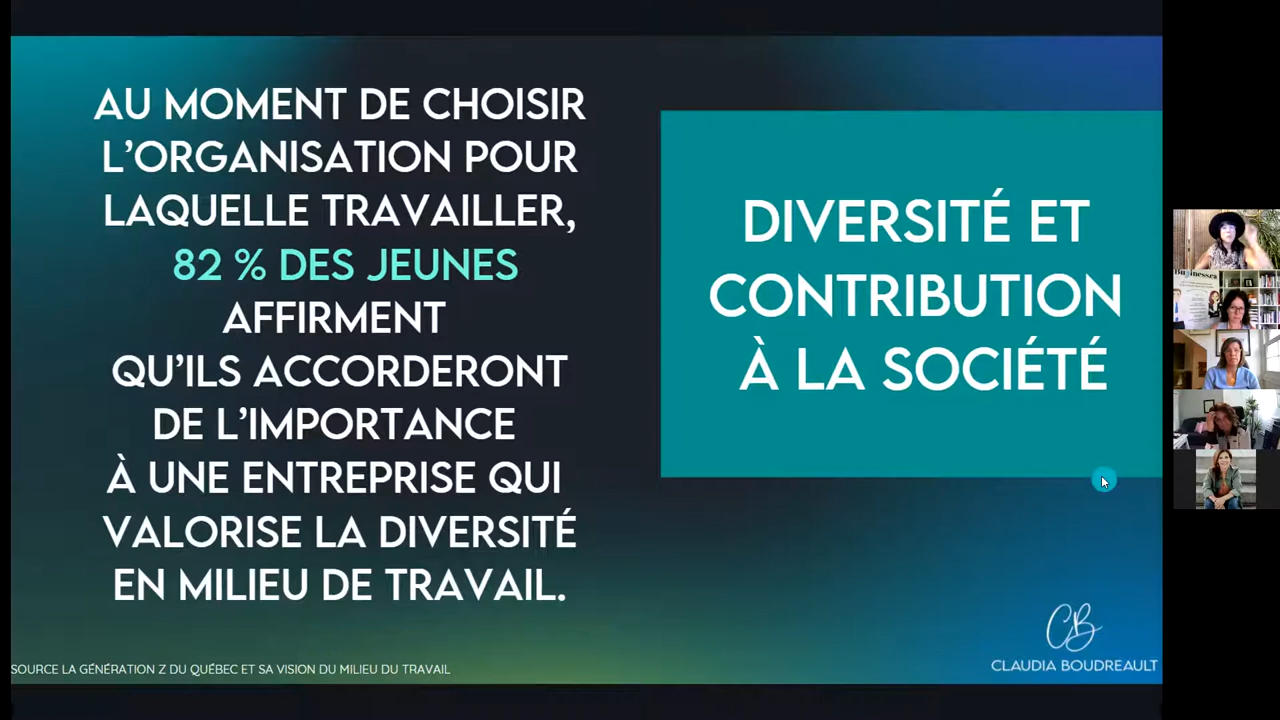 AU MOMENT DE CHOISIR
L'ORGANISATION POUR
LAQUELLE TRAVAILLER,
82 % DES JEUNES
AFFIRMENT
QU'ILS ACCORDERONT
DE L'IMPORTANCE
À UNE ENTREPRISE QUI
VALORISE LA DIVERSITÉ
EN MILIEU DE TRAVAIL.
DIVERSITÉ ET
CONTRIBUTION
À LA SOCIÉTÉ
CB
CLAUDIA BOUDREAULT
SOURCE LA GÉNÉRATION Z DU QUÉBEC ET SA VISION DU MILIEU DU TRAVAIL